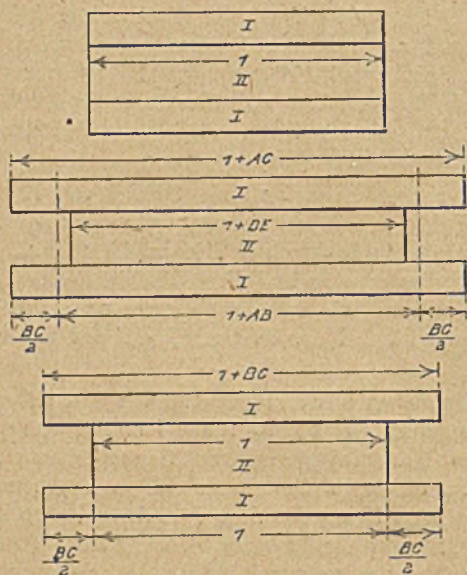 I
1
II
I
1+AC
I
1+DE
II
I
BC/2 1+AB BC/2
1+BC
I
1
II
I
BC/2 1 BC/2